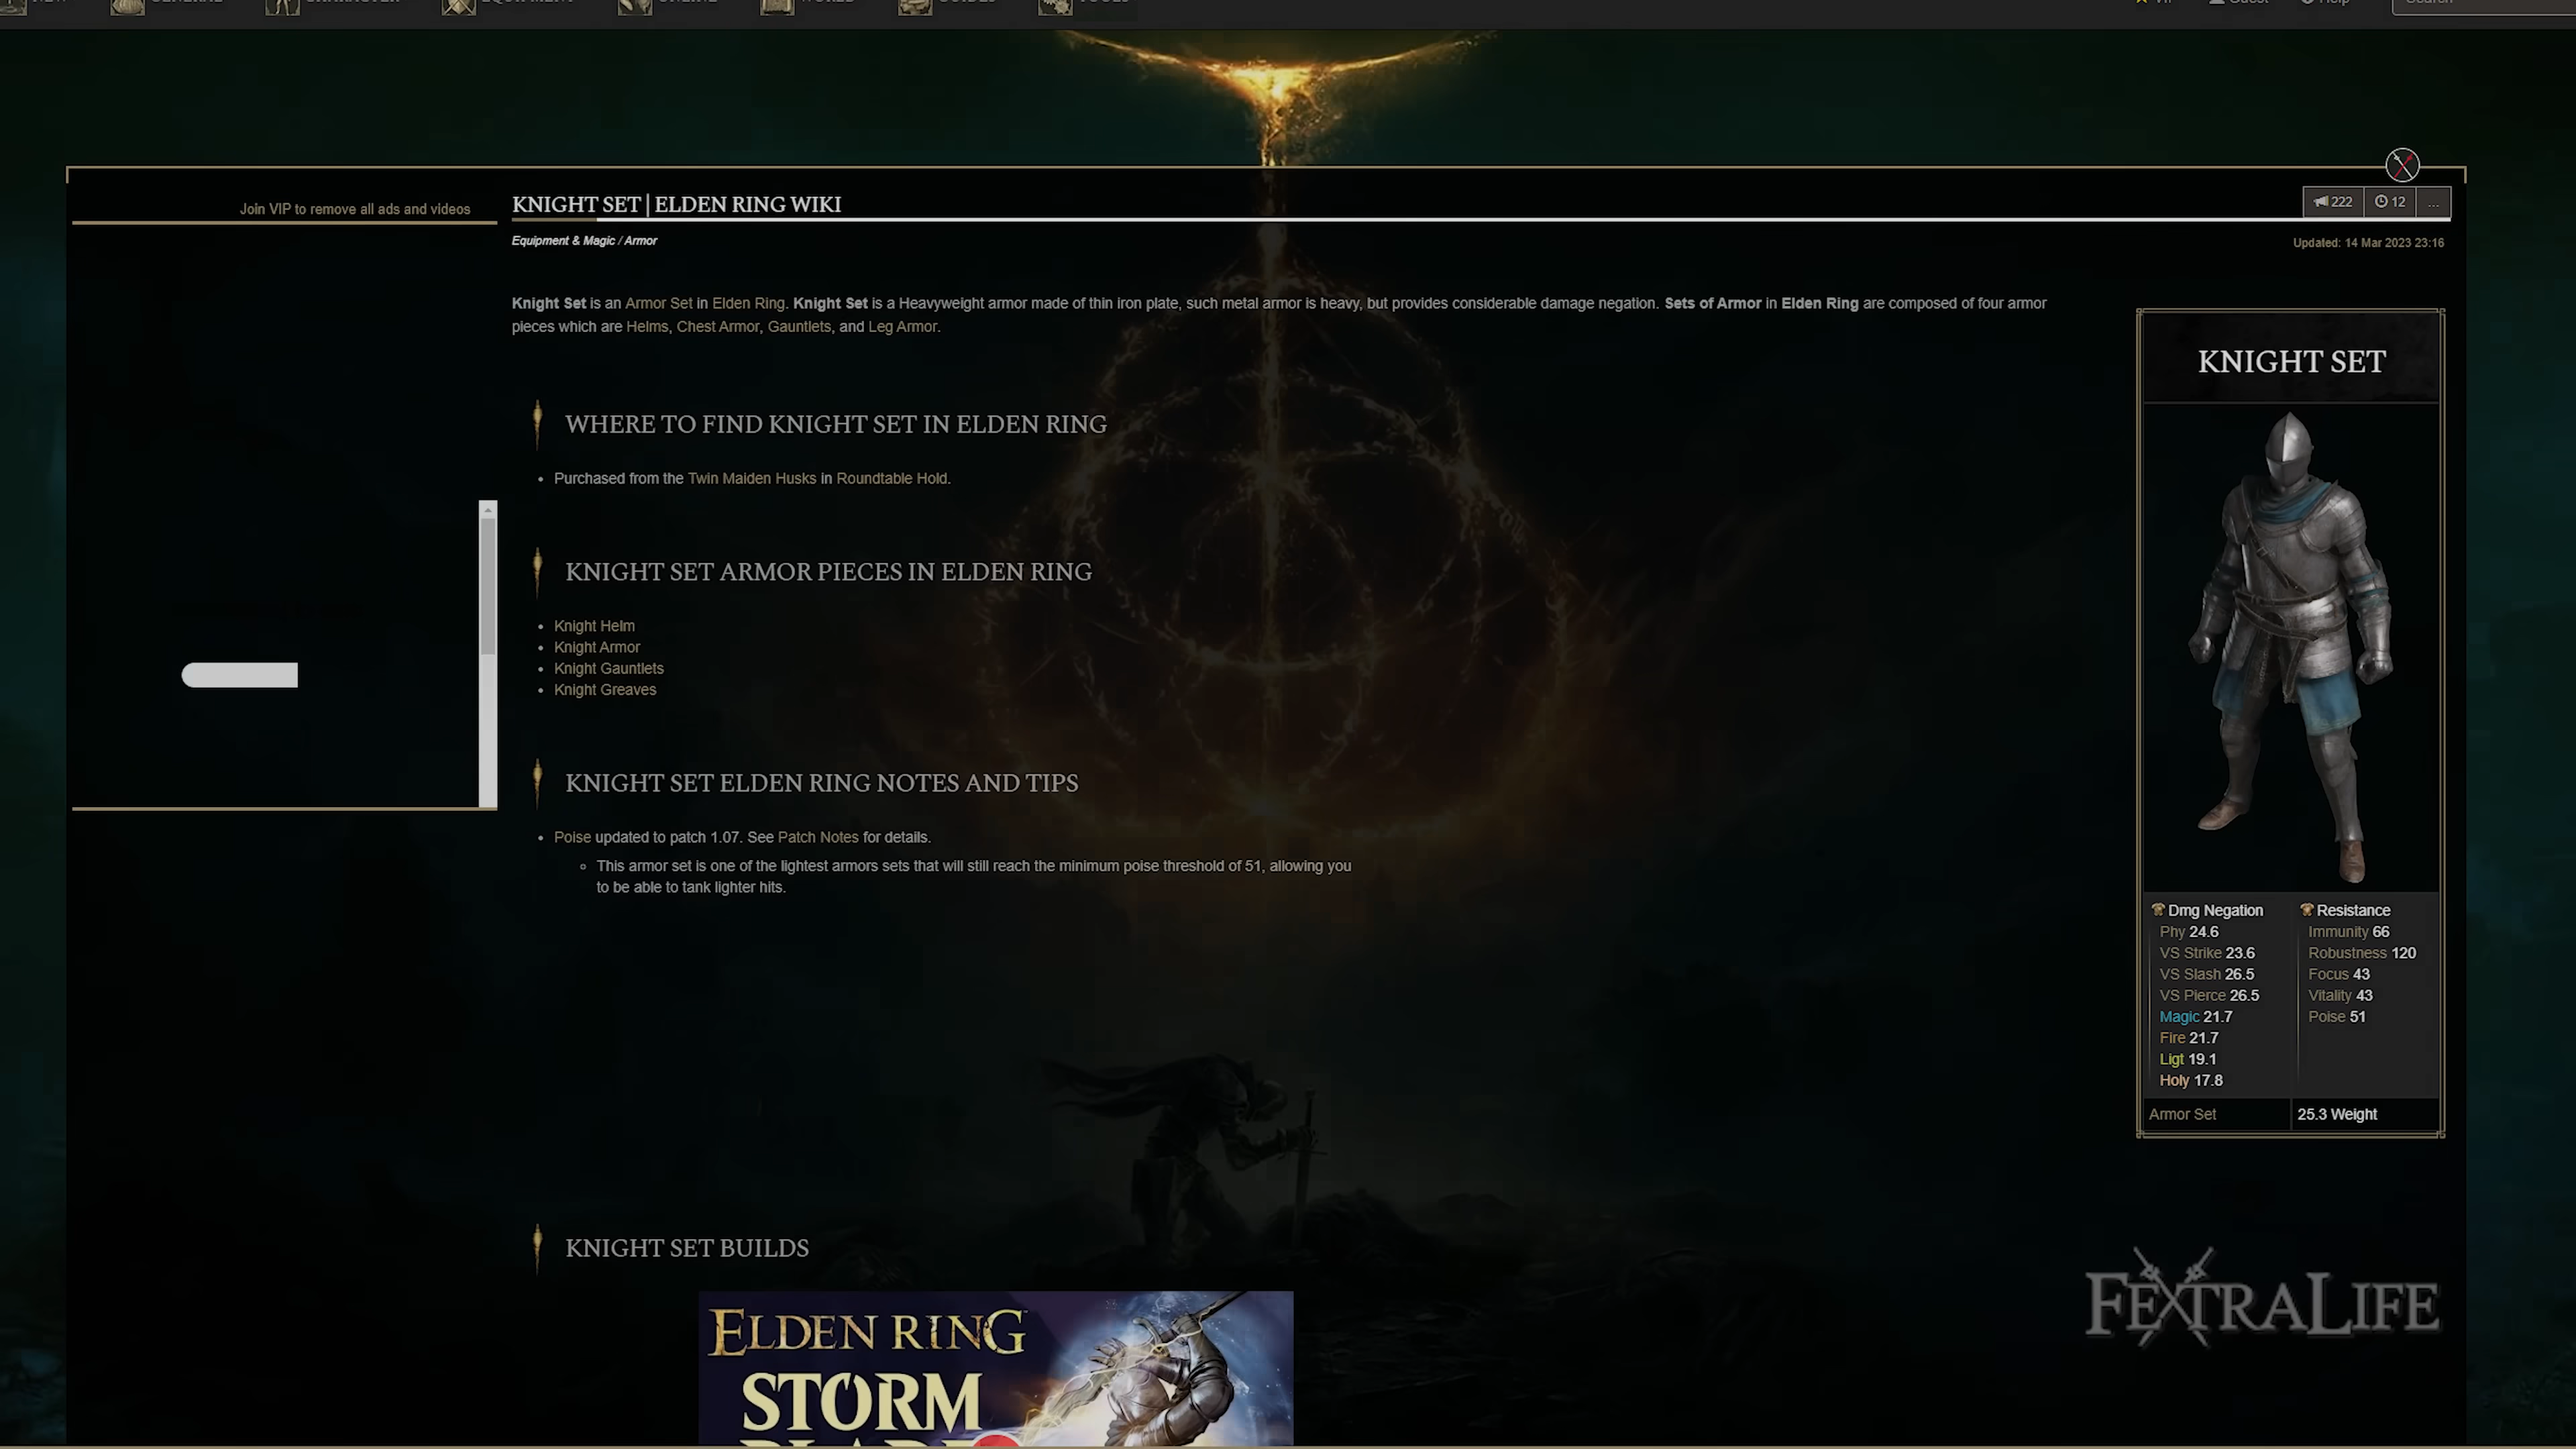 Join VIP to remove all ads and videos
KNIGHT SET | ELDEN RING WIKI
222
12
...
Equipment & Magic / Armor
Updated: 14 Mar 2023 23:16
Knight Set is an Armor Set in Elden Ring. Knight Set is a Heavyweight armor made of thin iron plate, such metal armor is heavy, but provides considerable damage negation. Sets of Armor in Elden Ring are composed of four armor
pieces which are Helms, Chest Armor, Gauntlets, and Leg Armor.
WHERE TO FIND KNIGHT SET IN ELDEN RING
• Purchased from the Twin Maiden Husks in Roundtable Hold.
KNIGHT SET ARMOR PIECES IN ELDEN RING
• Knight Helm
• Knight Armor
• Knight Gauntlets
• Knight Greaves
KNIGHT SET ELDEN RING NOTES AND TIPS
• Poise updated to patch 1.07. See Patch Notes for details.
◦ This armor set is one of the lightest armors sets that will still reach the minimum poise threshold of 51, allowing you
to be able to tank lighter hits.
KNIGHT SET BUILDS
ELDEN RING
STORM
KNIGHT SET
Dmg Negation
Phy 24.6
VS Strike 23.6
VS Slash 26.5
VS Pierce 26.5
Magic 21.7
Fire 21.7
Ligt 19.1
Holy 17.8
Resistance
Immunity 66
Robustness 120
Focus 43
Vitality 43
Poise 51
Armor Set
25.3 Weight
FEXTRALIFE